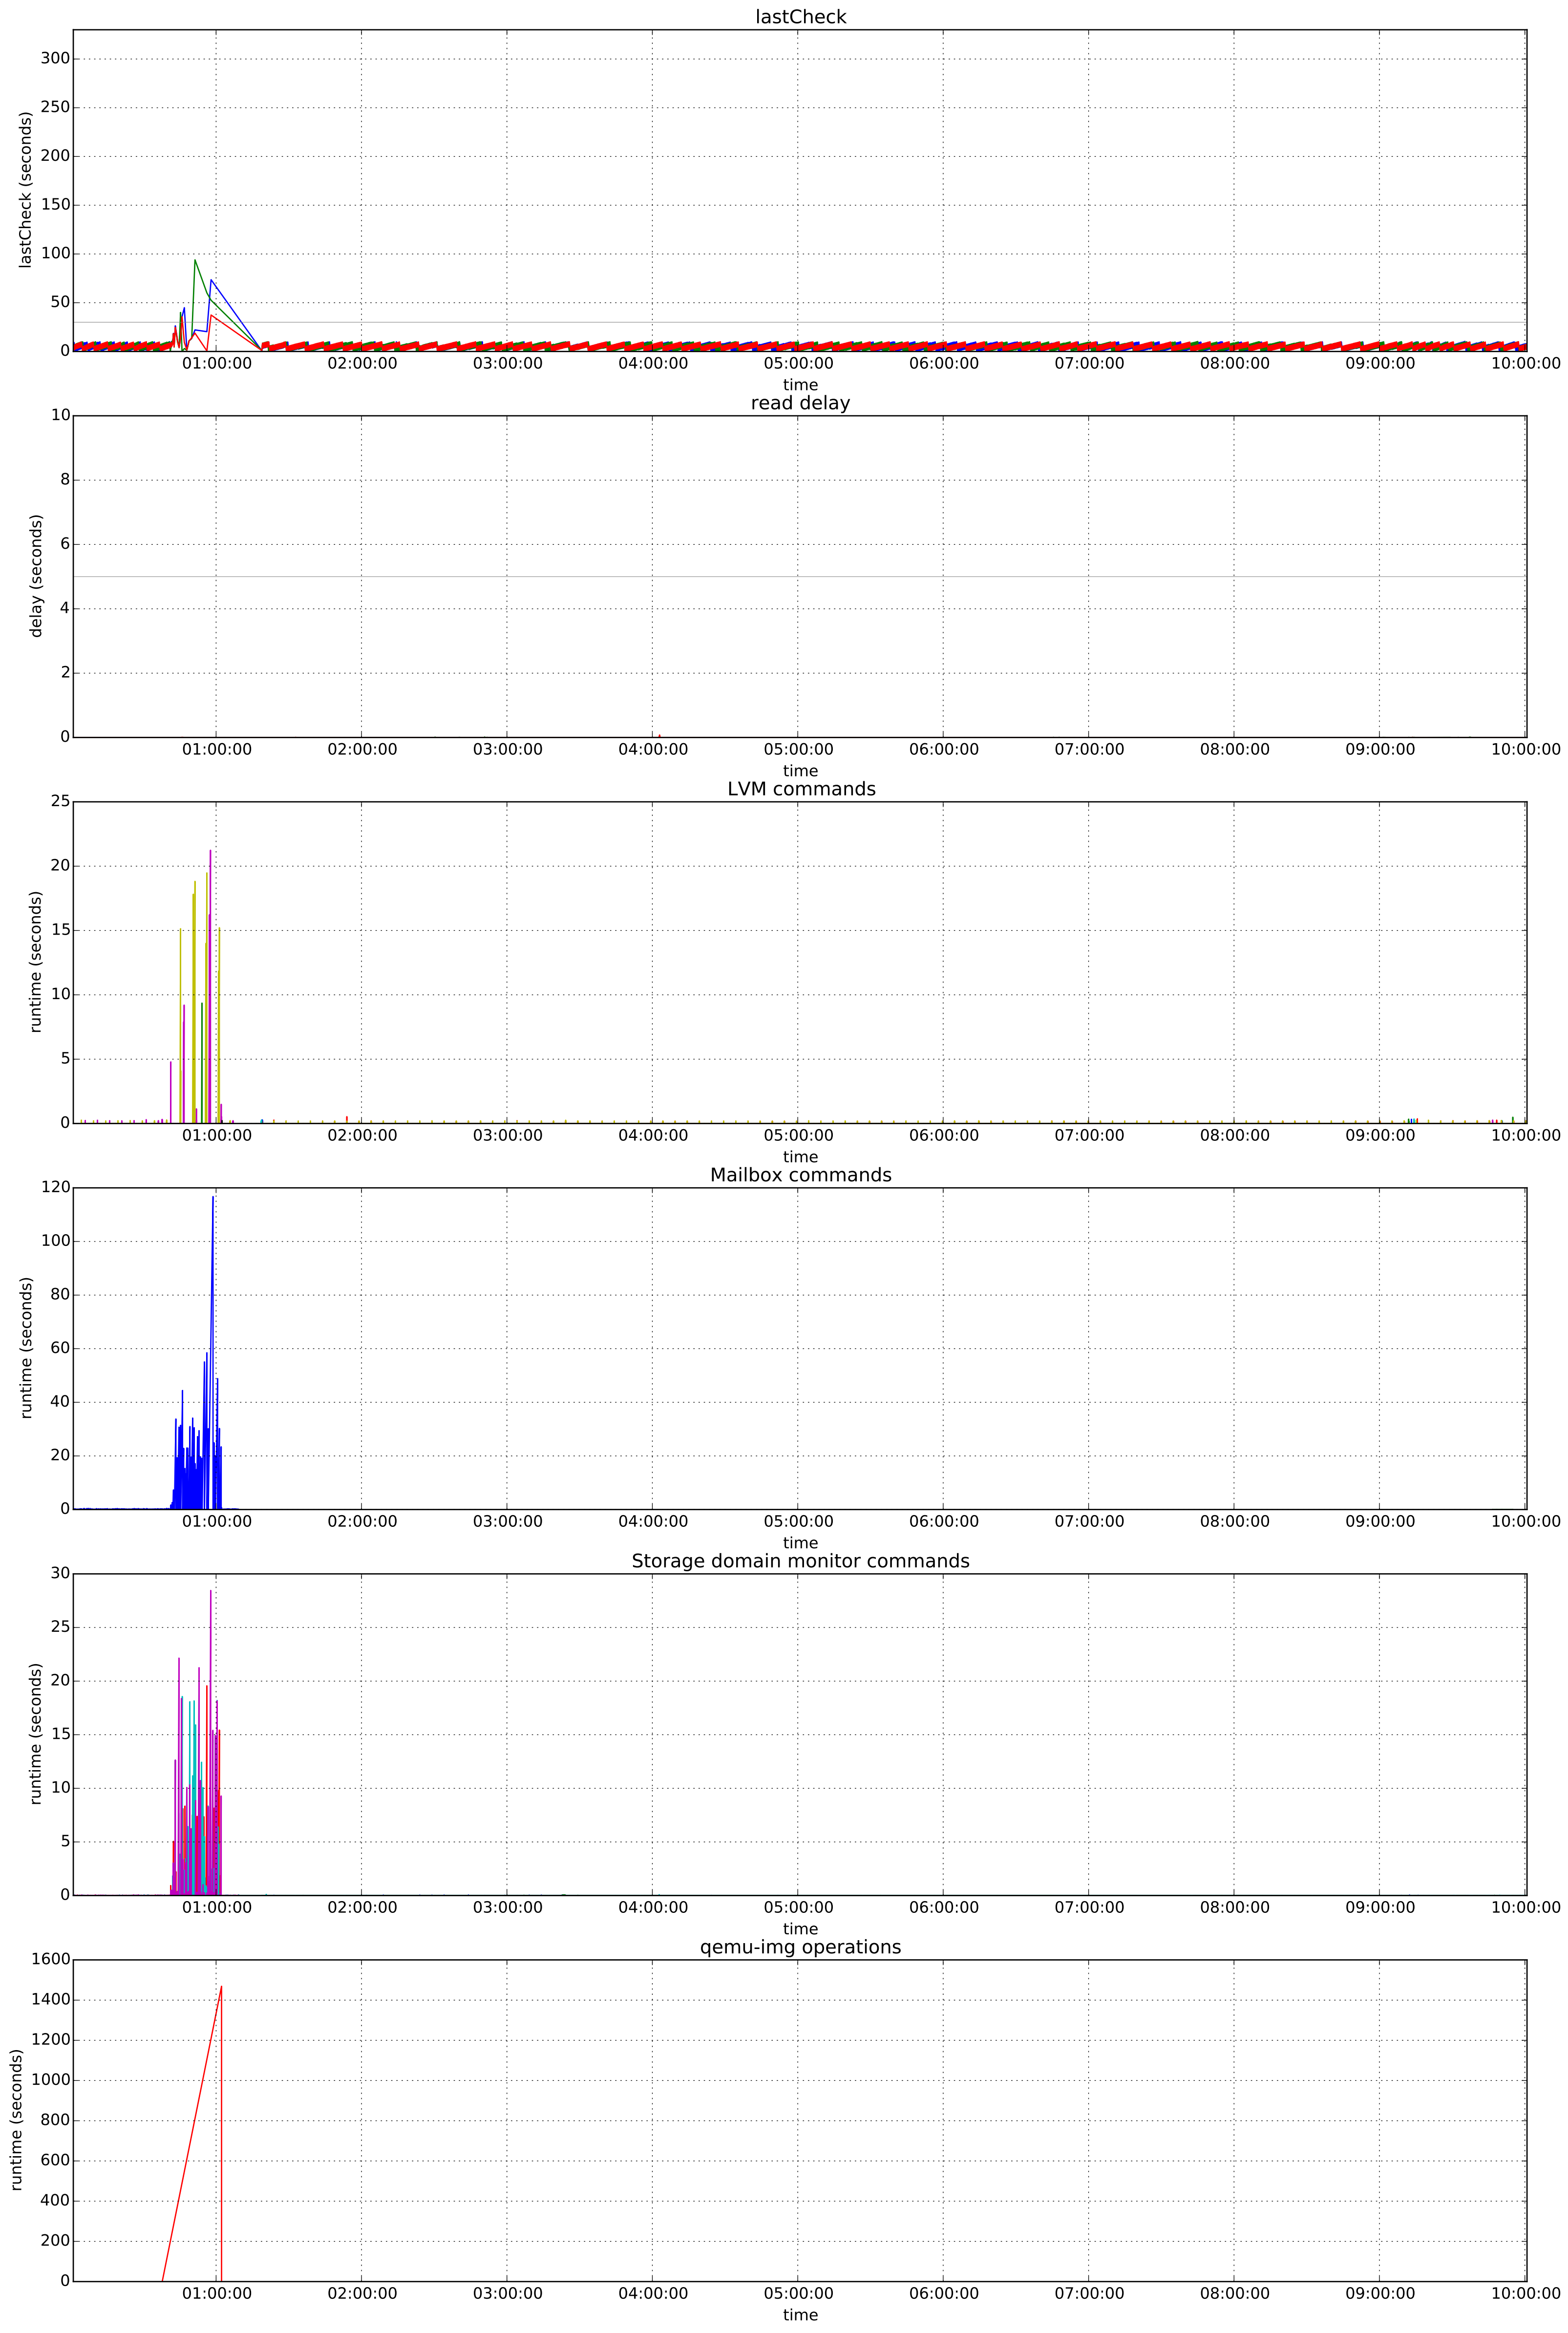 lastCheck
300
250
200
150
100
50
0
lastCheck (seconds)
01:00:00 02:00:00 03:00:00 04:00:00 05:00:00 06:00:00 07:00:00 08:00:00 09:00:00 10:00:00
time
read delay
10
8
6
4
2
0
delay (seconds)
01:00:00 02:00:00 03:00:00 04:00:00 05:00:00 06:00:00 07:00:00 08:00:00 09:00:00 10:00:00
time
LVM commands
25
20
15
10
5
0
runtime (seconds)
01:00:00 02:00:00 03:00:00 04:00:00 05:00:00 06:00:00 07:00:00 08:00:00 09:00:00 10:00:00
time
Mailbox commands
120
100
80
60
40
20
0
runtime (seconds)
01:00:00 02:00:00 03:00:00 04:00:00 05:00:00 06:00:00 07:00:00 08:00:00 09:00:00 10:00:00
time
Storage domain monitor commands
30
25
20
15
10
5
0
runtime (seconds)
01:00:00 02:00:00 03:00:00 04:00:00 05:00:00 06:00:00 07:00:00 08:00:00 09:00:00 10:00:00
time
qemu-img operations
1600
1400
1200
1000
800
600
400
200
0
runtime (seconds)
01:00:00 02:00:00 03:00:00 04:00:00 05:00:00 06:00:00 07:00:00 08:00:00 09:00:00 10:00:00
time